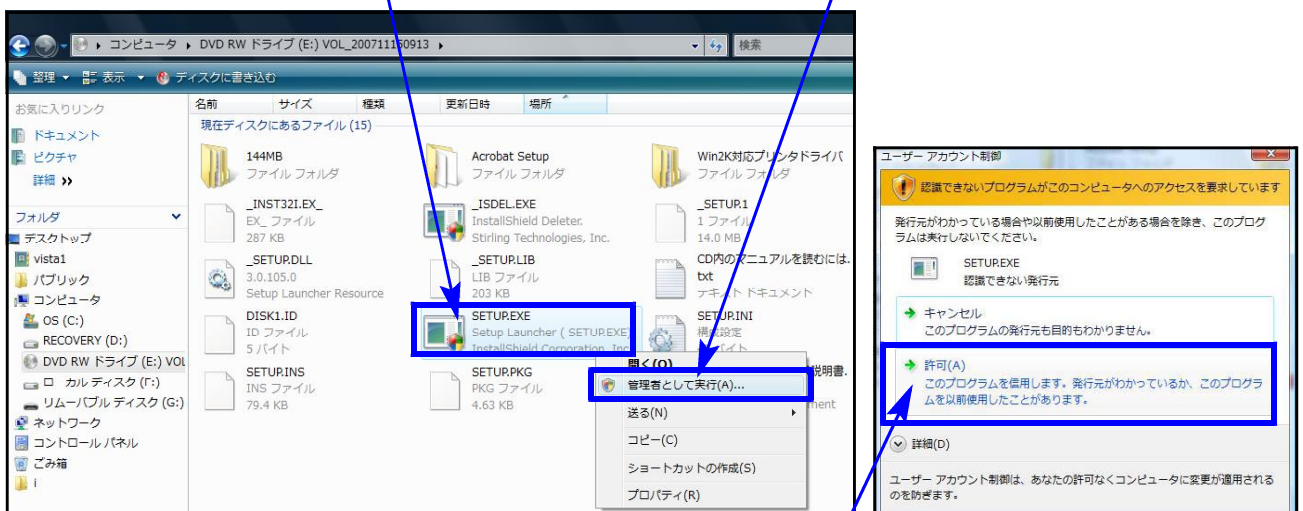 コンピュータ DVD RW ドライブ (E:) VOL_200711150913
検索
整理 表示 ディスクに書き込む
お気に入りリンク
ドキュメント
ピクチャ
詳細 >>
フォルダ
デスクトップ
vista1
パブリック
コンピュータ
OS (C:)
RECOVERY (D:)
DVD RW ドライブ (E:) VOL
ローカル ディスク (F:)
リムーバブル ディスク (G:)
ネットワーク
コントロール パネル
ごみ箱
i
名前 サイズ 種類 更新日時 場所
現在ディスクにあるファイル (15)
144MB
ファイル フォルダ
Acrobat Setup
ファイル フォルダ
Win2K対応プリンタドライバ
ファイル フォルダ
_INST32I.EX_
EX_ ファイル
287 KB
_ISDEL.EXE
InstallShield Deleter.
Stirling Technologies, Inc.
_SETUP.1
1 ファイル
14.0 MB
_SETUP.DLL
3.0.105.0
Setup Launcher Resource
_SETUP.LIB
LIB ファイル
203 KB
CD内のマニュアルを読むには.
txt
テキスト ドキュメント
DISK1.ID
ID ファイル
5 バイト
SETUP.EXE
Setup Launcher ( SETUP.EXE)
InstallShield Corporation, Inc
SETUP.INI
構成設定
バイト
SETUP.INS
INS ファイル
79.4 KB
SETUP.PKG
PKG ファイル
4.63 KB
説明書.
ment
開く(O)
管理者として実行(A)...
送る(N)
コピー(C)
ショートカットの作成(S)
プロパティ(R)
ユーザー アカウント制御
認識できないプログラムがこのコンピュータへのアクセスを要求しています
発行元がわかっている場合や以前使用したことがある場合を除き、このプログ
ラムは実行しないでください。
SETUP.EXE
認識できない発行元
キャンセル
このプログラムの発行元も目的もわかりません。
許可(A)
このプログラムを信用します。発行元がわかっているか、このプログラ
ムを以前使用したことがあります。
詳細(D)
ユーザー アカウント制御は、あなたの許可なくコンピュータに変更が適用される
のを防ぎます。